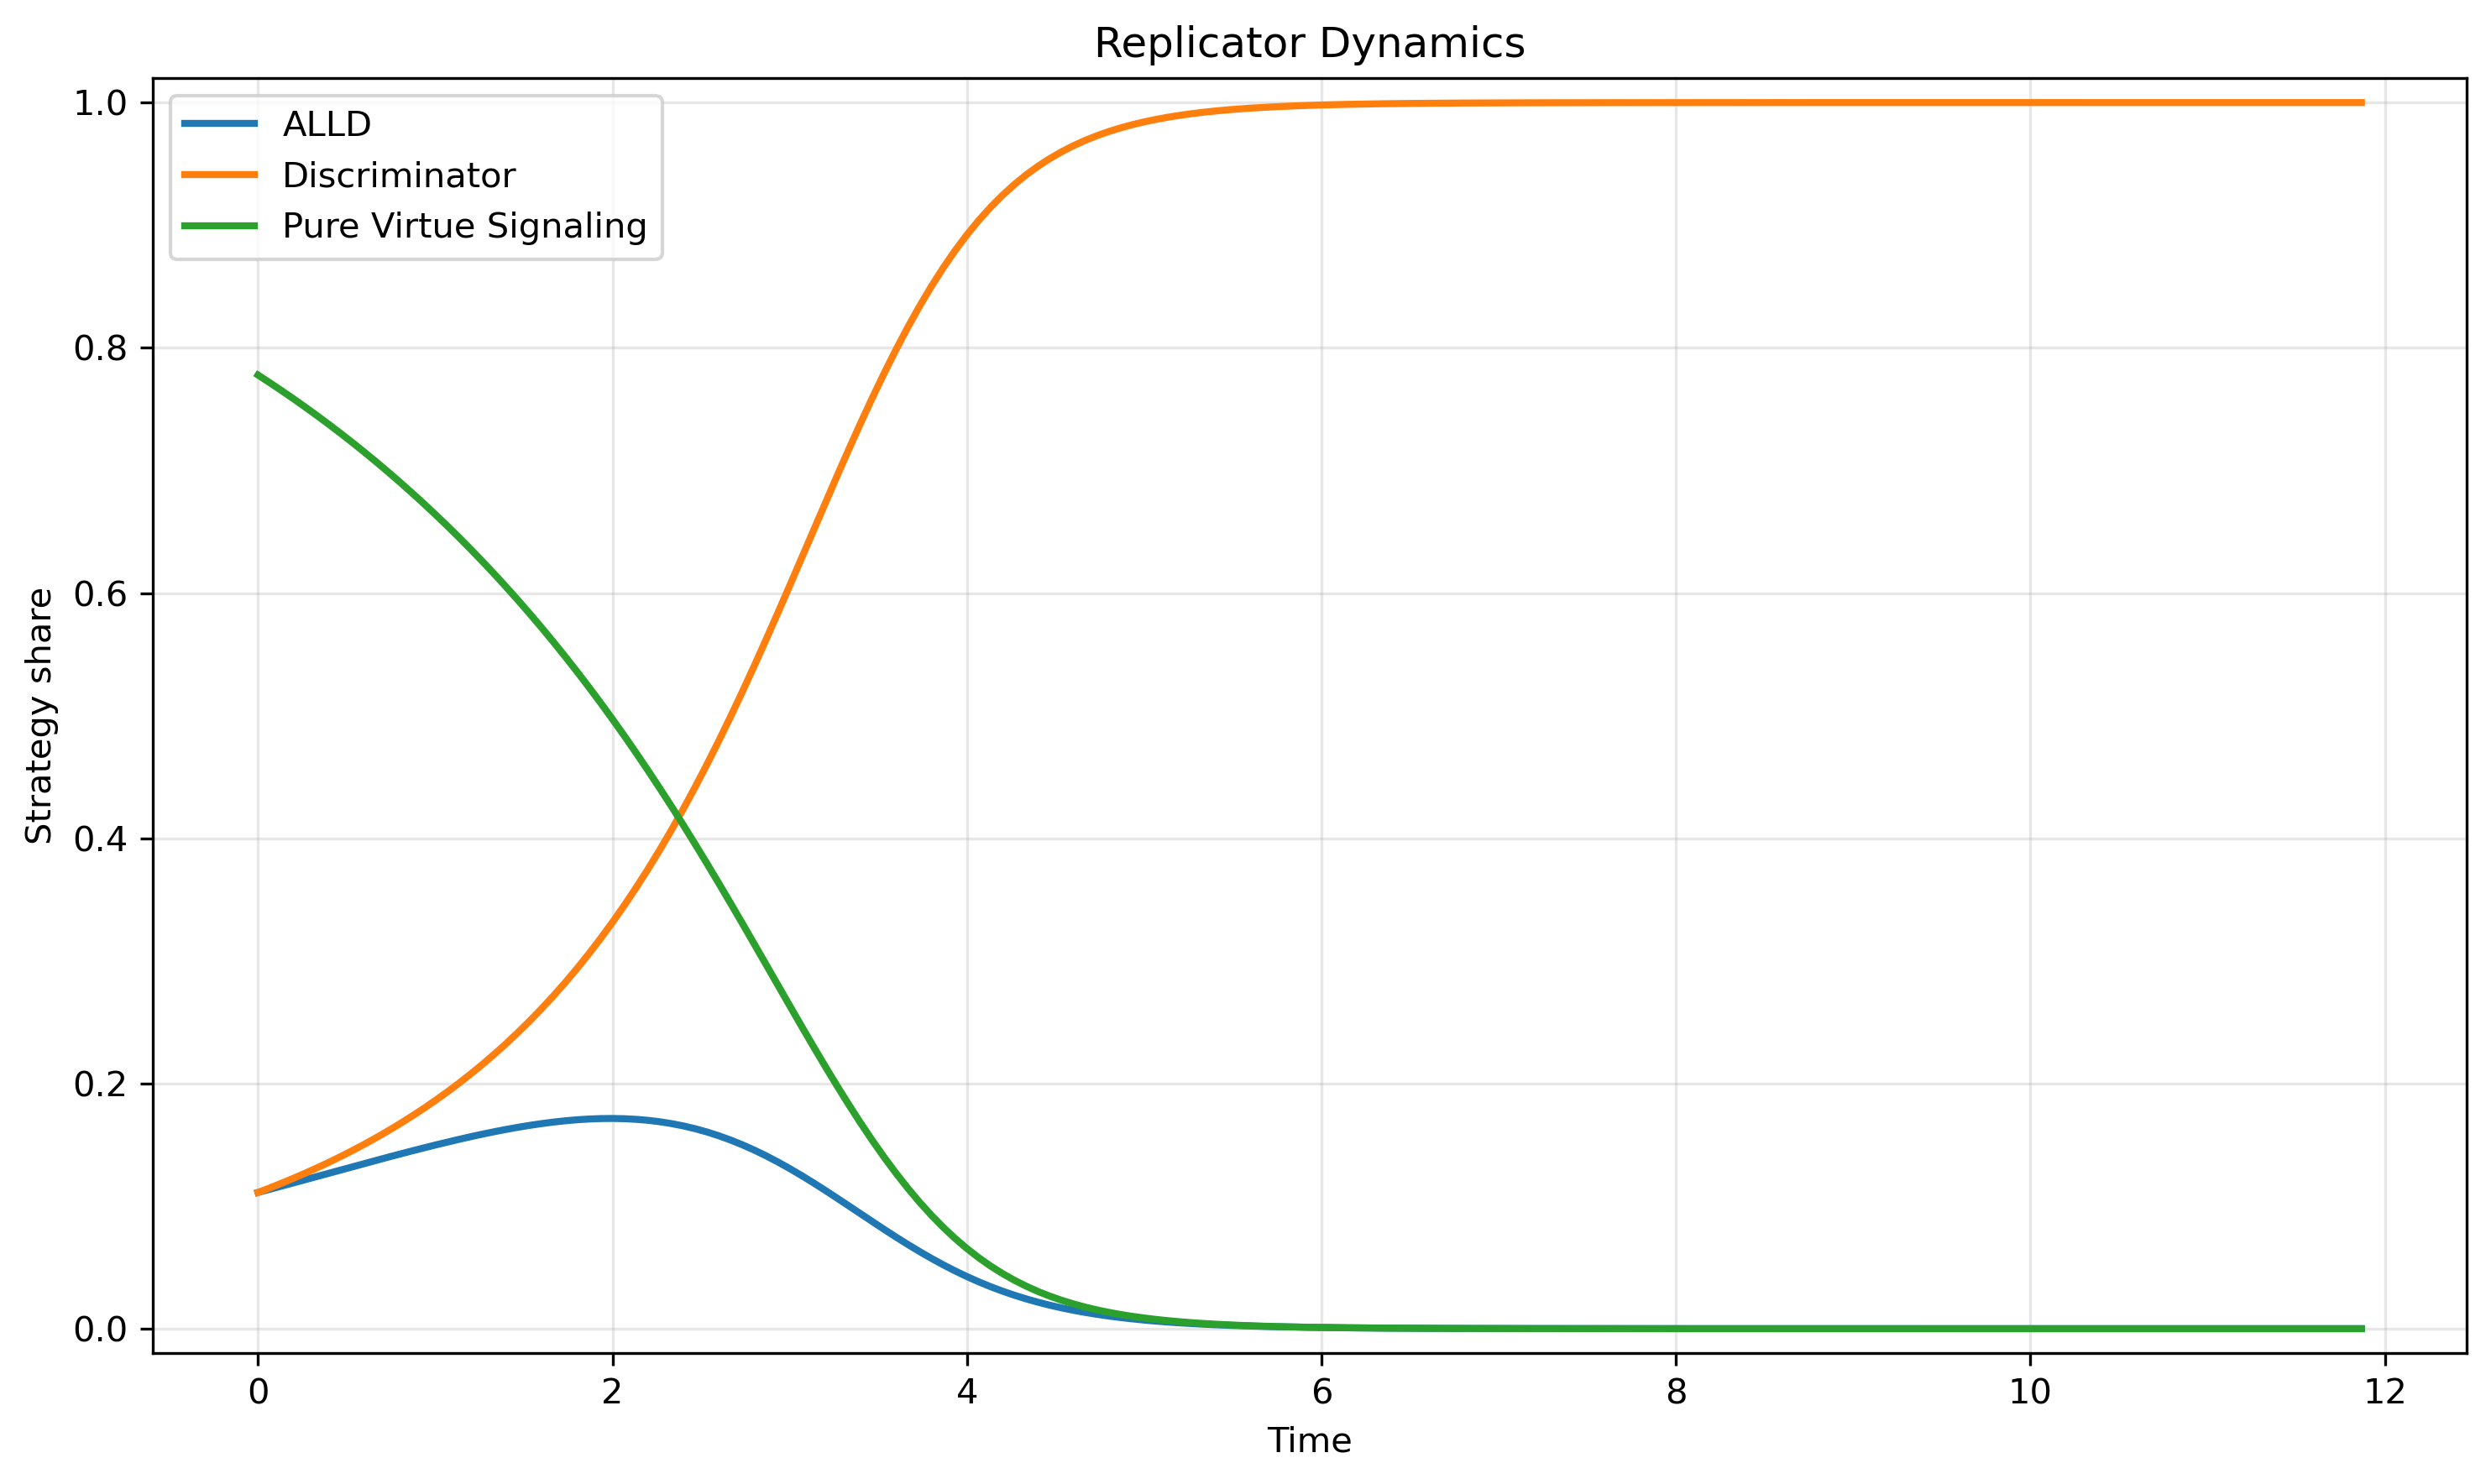 Replicator Dynamics
ALLD
Discriminator
Pure Virtue Signaling
Strategy share
1.0
0.8
0.6
0.4
0.2
0.0
0 2 4 6 8 10 12
Time